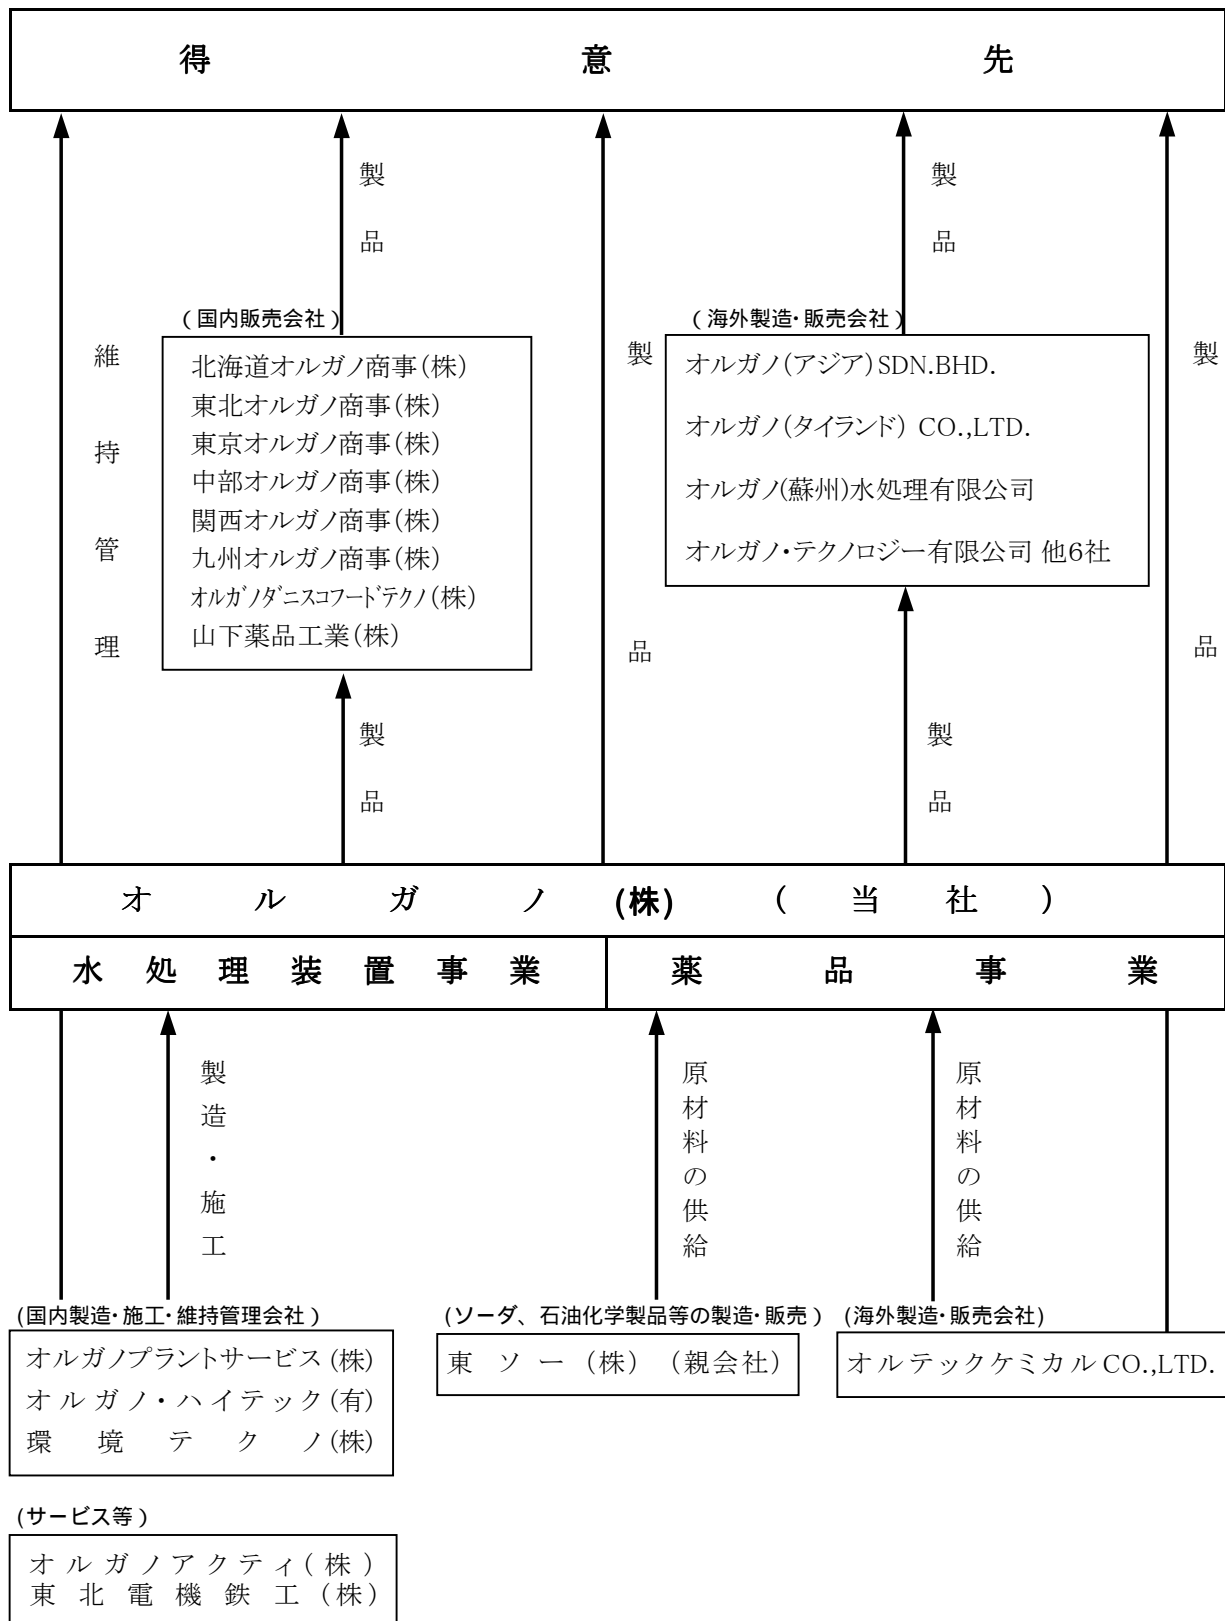 得意先
製品
製品
(国内販売会社)
(海外製造・販売会社)
維持管理
北海道オルガノ商事(株)
東北オルガノ商事(株)
東京オルガノ商事(株)
中部オルガノ商事(株)
関西オルガノ商事(株)
九州オルガノ商事(株)
オルガノダニスコフードテクノ(株)
山下薬品工業(株)
製品
オルガノ(アジア)SDN.BHD.
オルガノ(タイランド) CO.,LTD.
オルガノ(蘇州)水処理有限公司
オルガノ・テクノロジー有限公司 他6社
製品
製品
製品
オルガノ(株) (当社)
水処理装置事業
薬品事業
製造・施工
原材料の供給
原材料の供給
(国内製造・施工・維持管理会社)
オルガノプラントサービス(株)
オルガノ・ハイテック(有)
環境テクノ(株)
(ソーダ、石油化学製品等の製造・販売)
東ソー(株)(親会社)
(海外製造・販売会社)
オルテックケミカルCO.,LTD.
(サービス等)
オルガノアクティ(株)
東北電機鉄工(株)